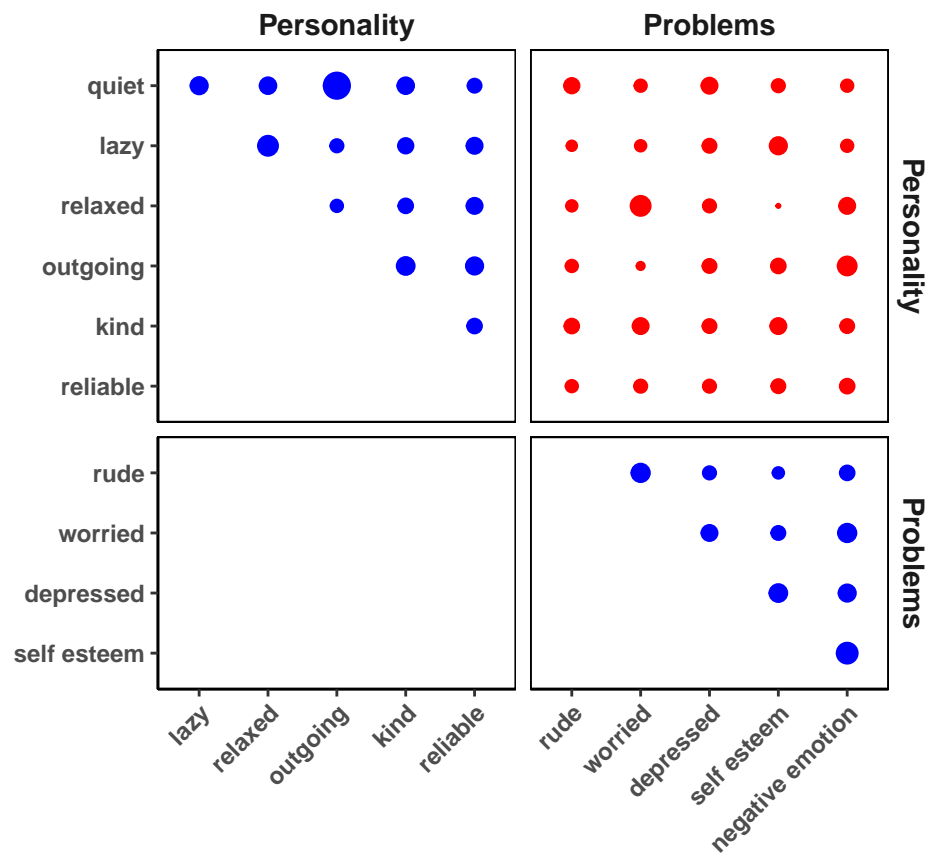 Personality
Problems
quiet
lazy
relaxed
outgoing
kind
reliable
Personality
rude
worried
depressed
self esteem
Problems
lazy
relaxed
outgoing
kind
reliable
rude
worried
depressed
self esteem
negative emotion